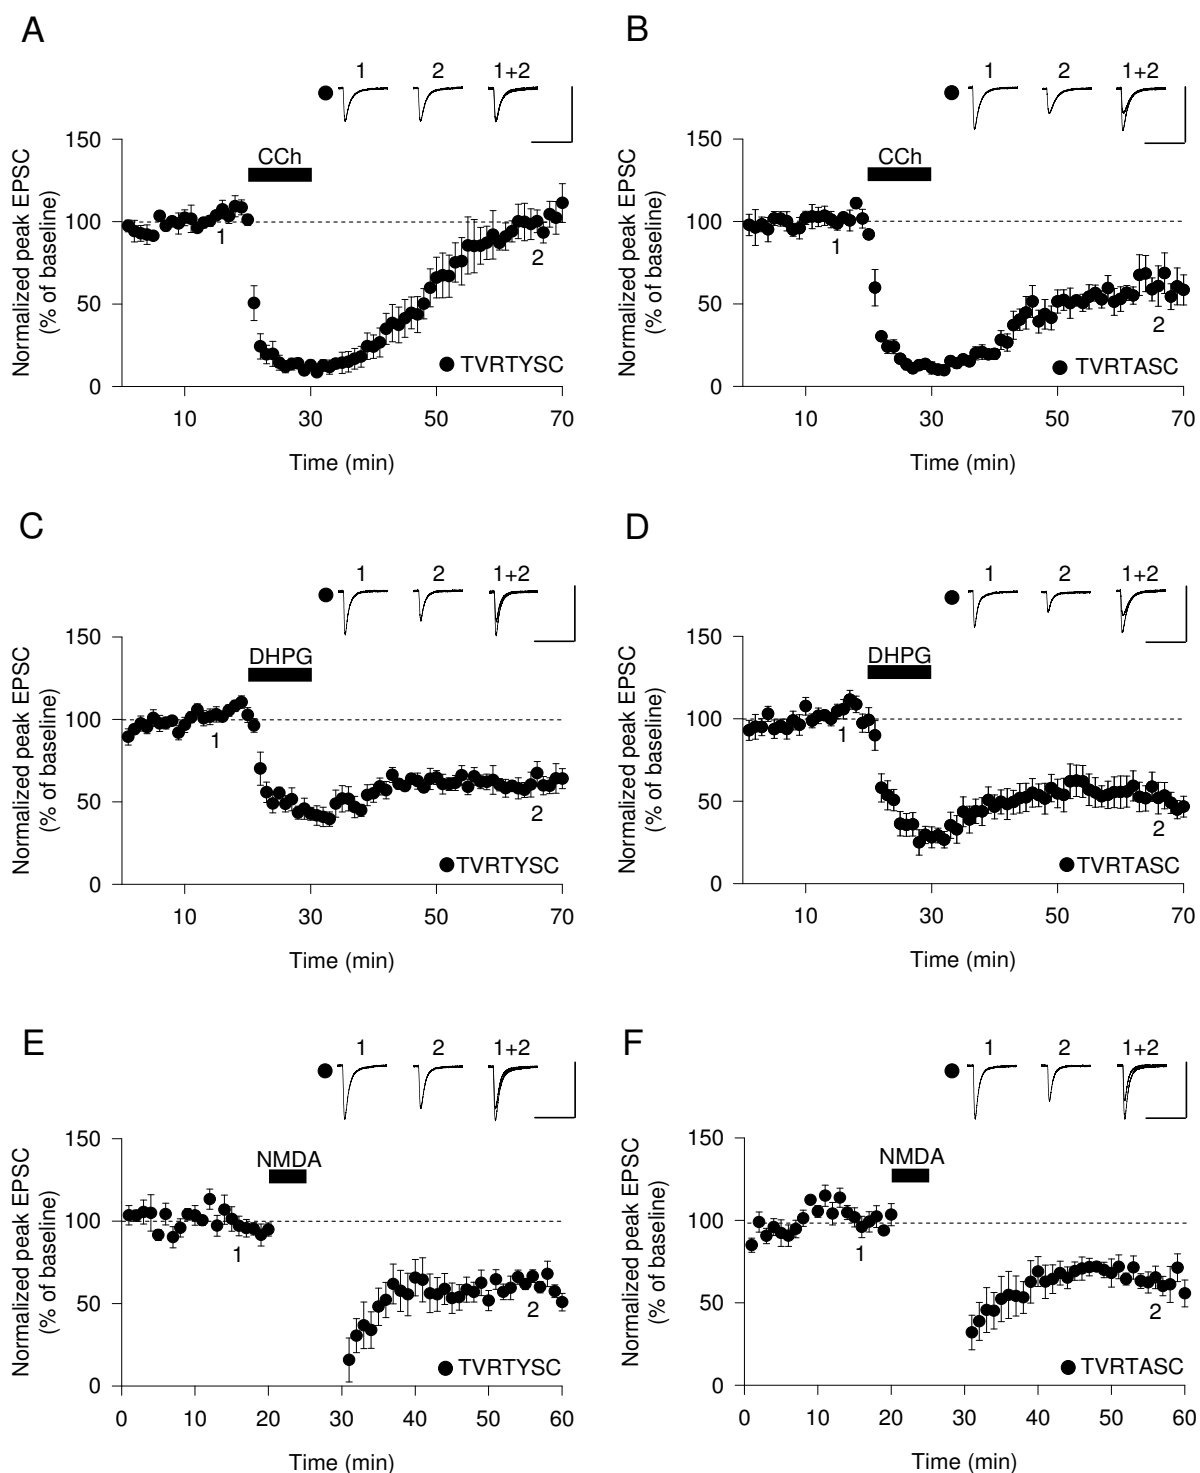 A
1 2 1+2
Normalized peak EPSC
(% of baseline)
150
100
50
0
CCh
1
2
TVRTYSC
10 30 50 70
Time (min)
B
1 2 1+2
Normalized peak EPSC
(% of baseline)
150
100
50
0
CCh
1
2
TVRTASC
10 30 50 70
Time (min)
C
1 2 1+2
Normalized peak EPSC
(% of baseline)
150
100
50
0
DHPG
1
2
TVRTYSC
10 30 50 70
Time (min)
D
1 2 1+2
Normalized peak EPSC
(% of baseline)
150
100
50
0
DHPG
1
2
TVRTASC
10 30 50 70
Time (min)
E
1 2 1+2
Normalized peak EPSC
(% of baseline)
150
100
50
0
NMDA
1
2
TVRTYSC
0 10 20 30 40 50 60
Time (min)
F
1 2 1+2
Normalized peak EPSC
(% of baseline)
150
100
50
0
NMDA
1
2
TVRTASC
0 10 20 30 40 50 60
Time (min)